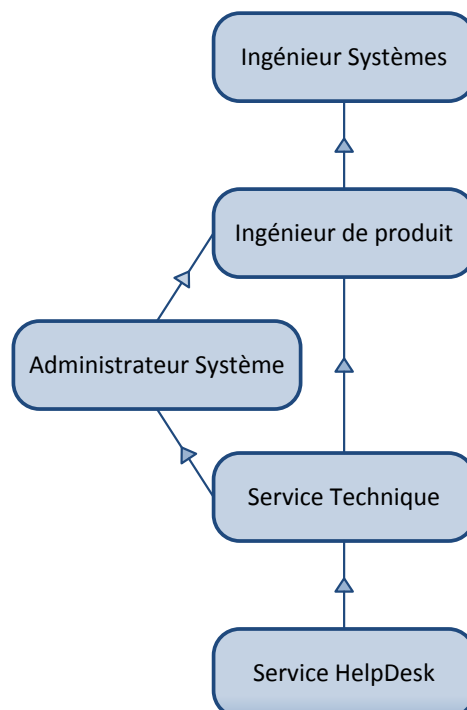 Ingénieur Systèmes
Ingénieur de produit
Administrateur Système
Service Technique
Service HelpDesk